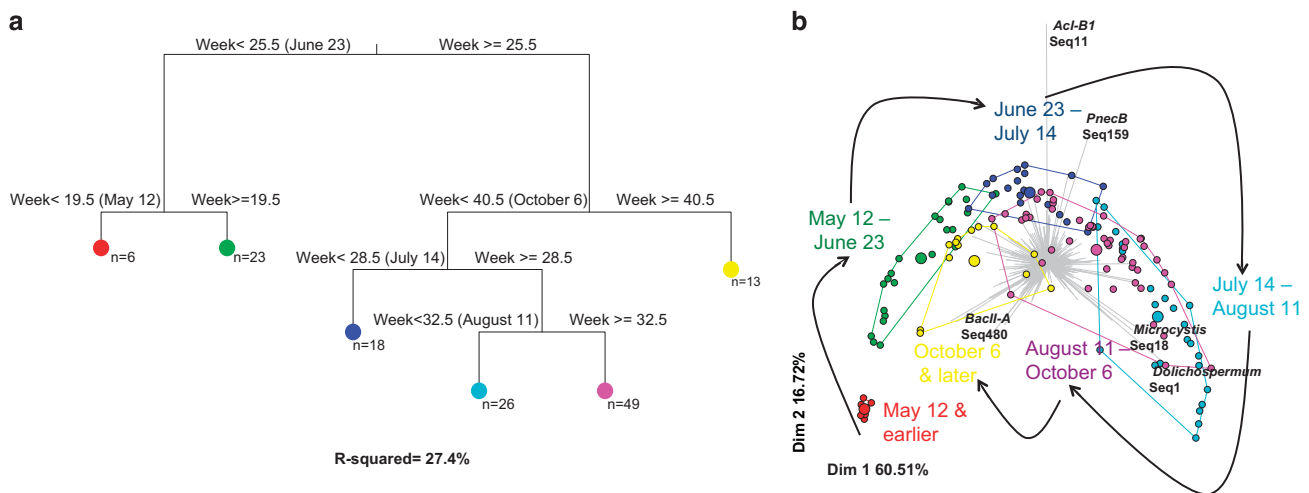 a
Week< 25.5 (June 23)
Week >= 25.5
Week< 19.5 (May 12)
Week>=19.5
Week< 40.5 (October 6)
Week >= 40.5
n=6
n=23
Week< 28.5 (July 14)
Week >= 28.5
n=13
Week<32.5 (August 11)
Week >= 32.5
n=18
n=26
n=49
R-squared= 27.4%
b
AcI-B1
Seq11
June 23 –
July 14
PnecB
Seq159
May 12 –
June 23
July 14 –
August 11
BacII-A
Seq480
Microcystis
Seq18
October 6
& later
August 11 –
October 6
Dolichospermum
Seq1
May 12 &
earlier
Dim 2 16.72%
Dim 1 60.51%